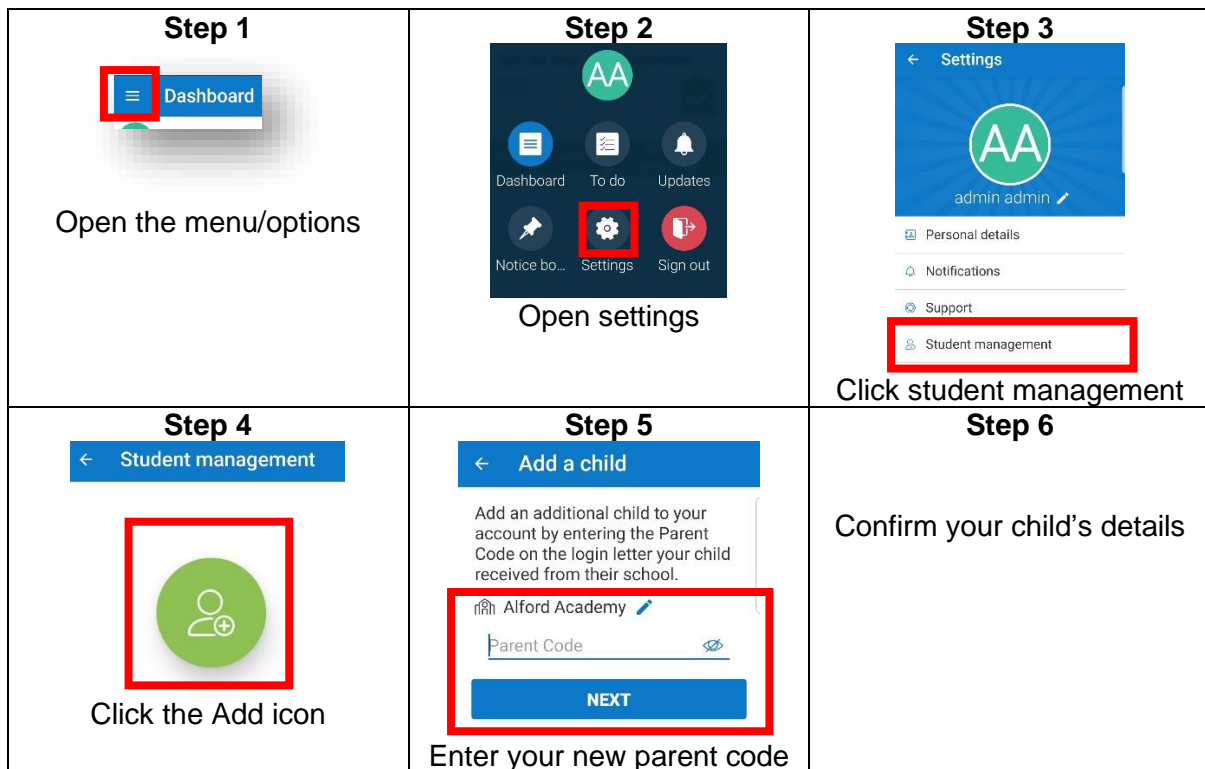 Step 1
Dashboard
Open the menu/options
Step 2
AA
Dashboard To do Updates
Notice bo... Settings Sign out
Open settings
Step 3
Settings
AA
admin admin
Personal details
Notifications
Support
Student management
Click student management
Step 4
Student management
Click the Add icon
Step 5
Add a child
Add an additional child to your
account by entering the Parent
Code on the login letter your child
received from their school.
Alford Academy
Parent Code
NEXT
Enter your new parent code
Step 6
Confirm your child’s details